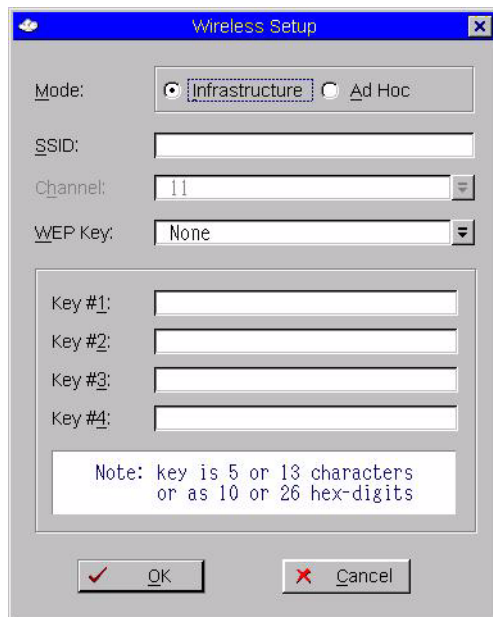 Wireless Setup
Mode: Infrastructure Ad Hoc
SSID:
Channel: 11
WEP Key: None
Key #1:
Key #2:
Key #3:
Key #4:
Note: key is 5 or 13 characters
or as 10 or 26 hex-digits
OK Cancel